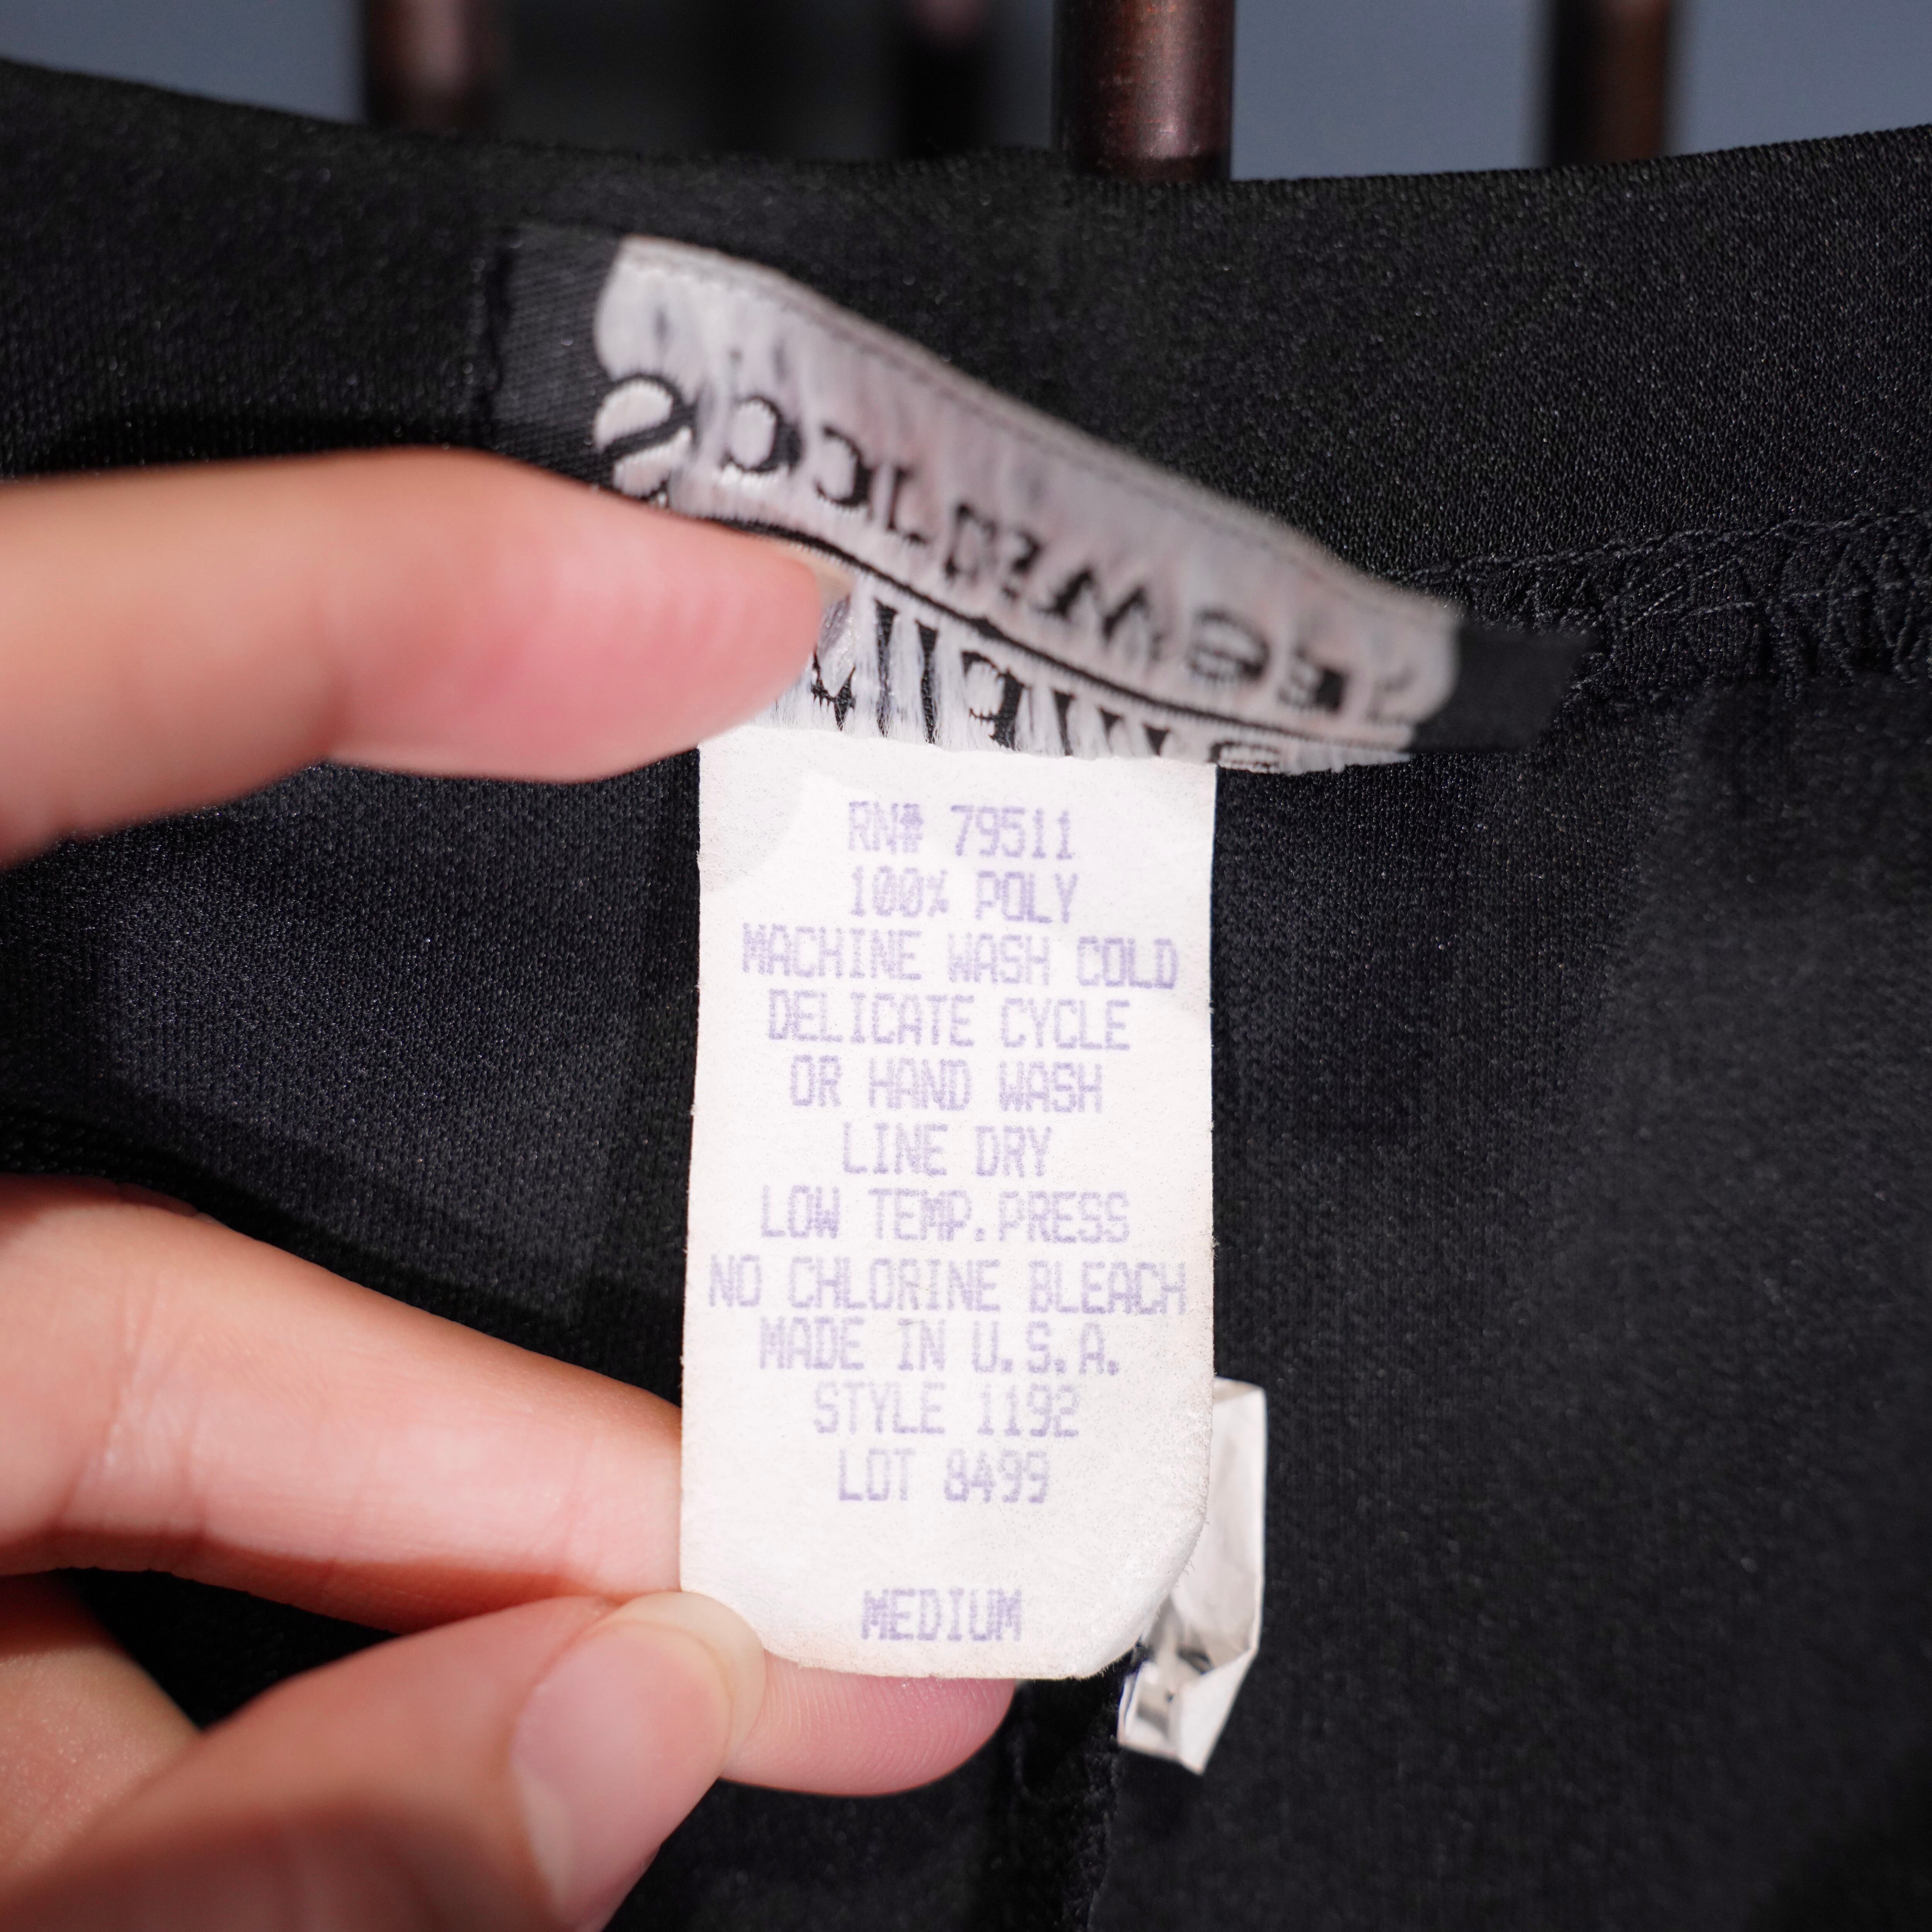 RN# 79511
100% POLY
MACHINE WASH COLD
DELICATE CYCLE
OR HAND WASH
LINE DRY
LOW TEMP.PRESS
NO CHLORINE BLEACH
MADE IN U.S.A.
STYLE 1192
LOT 8499
MEDIUM